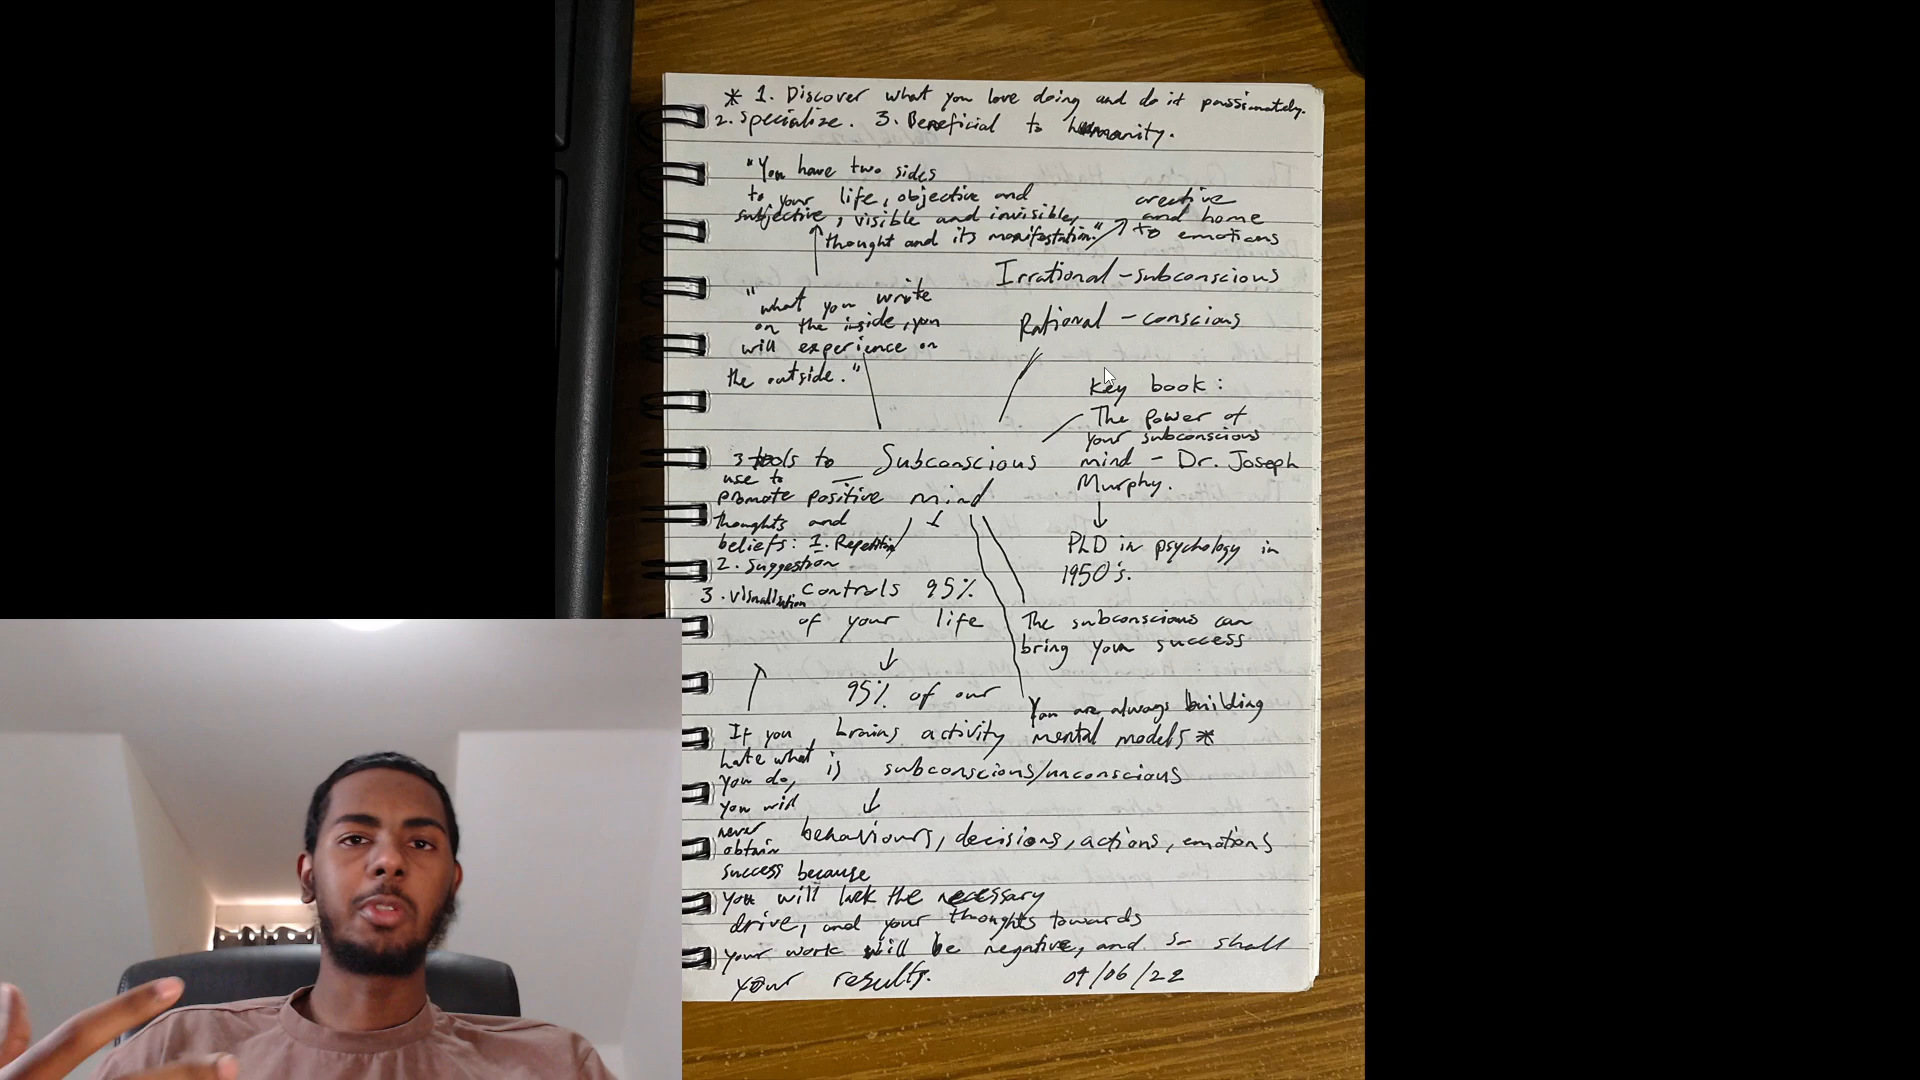 * 1. Discover what you love doing and do it passionately.
2. Specialize. 3. Beneficial to humanity.
"You have two sides
to your life, objective and
subjective, visible and invisible,
thought and its manifestation."
creative
and home
to emotions
Irrational - subconscious
Rational - conscious
"what you write
on the inside, you
will experience on
the outside."
Key book:
The power of
your subconscious
mind - Dr. Joseph
Murphy.
PhD in psychology in
1950's.
Subconscious
mind
3 tools to
use to
promote positive
thoughts and
beliefs: 1. Repetition
2. Suggestion
3. Visualisation
controls 95%
of your life
95% of our
brains activity
is subconscious/unconscious
behaviours, decisions, actions, emotions
The subconscious can
bring you success
You are always building
mental models *
If you
hate what
you do,
you will
never
obtain
success because
you will lack the necessary
drive, and your thoughts towards
your work will be negative, and so shall
your results.
/06/22